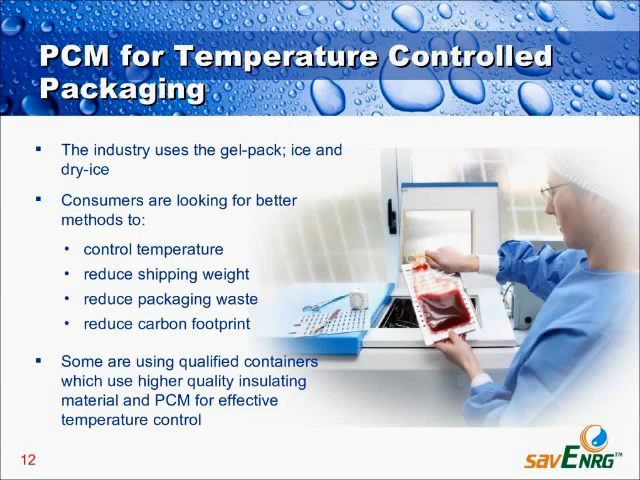 PCM for Temperature Controlled
Packaging
▪ The industry uses the gel-pack; ice and
dry-ice
▪ Consumers are looking for better
methods to:
• control temperature
• reduce shipping weight
• reduce packaging waste
• reduce carbon footprint
▪ Some are using qualified containers
which use higher quality insulating
material and PCM for effective
temperature control
12
savENRG™